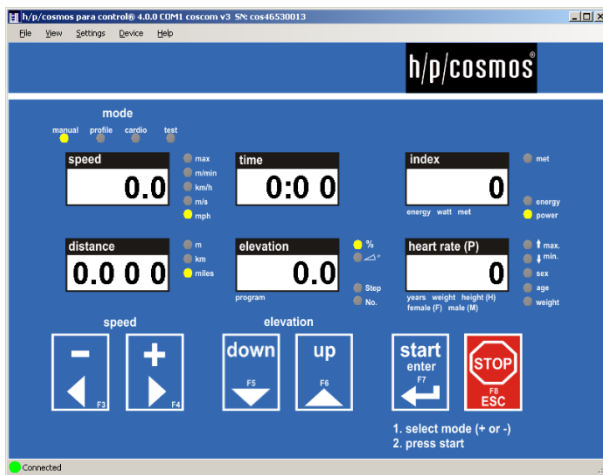 h/p/cosmos para control® 4.0.0 COM1 coscom v3 SN: cos46530013
File View Settings Device Help
h/p/cosmos®
mode
manual profile cardio test
speed
0.0
max
m/min
km/h
m/s
mph
time
0:0 0
index
0
energy watt met
met
energy
power
distance
0.0 0 0
m
km
miles
elevation
0.0
program
%
°
Step
No.
heart rate (P)
0
years weight height (H)
female (F) male (M)
max.
min.
sex
age
weight
speed
elevation
- F3
+ F4
down F5
up F6
start
enter
F7
STOP
F8
ESC
1. select mode (+ or -)
2. press start
Connected